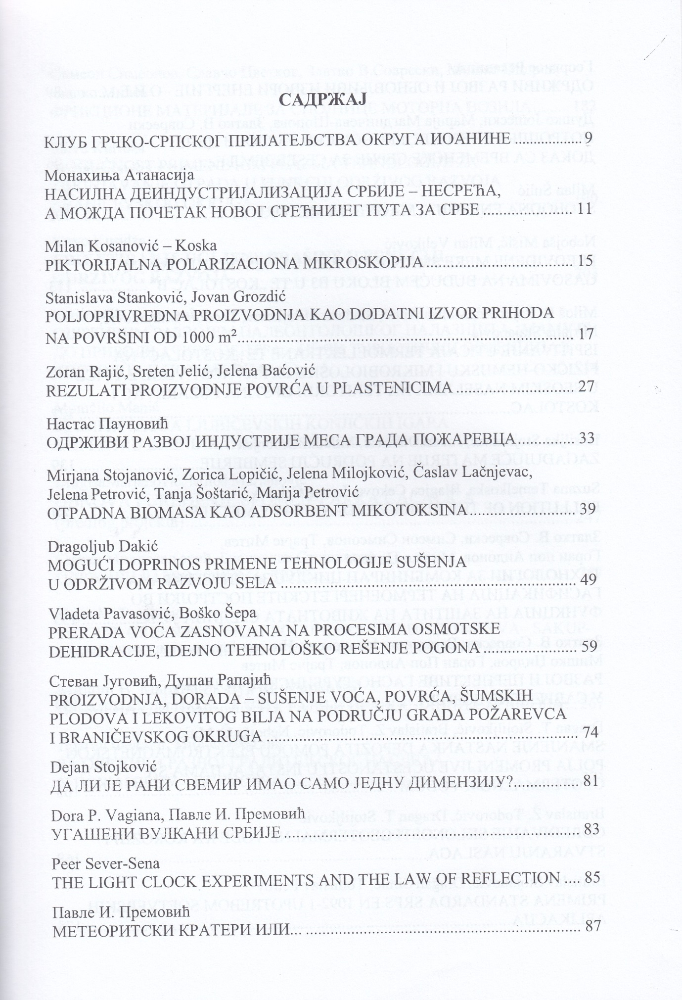 САДРЖАЈ
КЛУБ ГРЧКО-СРПСКОГ ПРИЈАТЕЉСТВА ОКРУГА ИОАНИНЕ ................ 9
Монахиња Атанасија
НАСИЛНА ДЕИНДУСТРИЈАЛИЗАЦИЈА СРБИЈЕ – НЕСРЕЋА,
А МОЖДА ПОЧЕТАК НОВОГ СРЕЋНИЈЕГ ПУТА ЗА СРБЕ ...................... 11
Milan Kosanović – Koska
PIKTORIJALNA POLARIZACIONA MIKROSKOPIJA.................................... 15
Stanislava Stanković, Jovan Grozdić
POLJOPRIVREDNA PROIZVODNJA KAO DODATNI IZVOR PRIHODA
NA POVRŠINI OD 1000 m²................................................................................. 17
Zoran Rajić, Sreten Jelić, Jelena Baćović
REZULATI PROIZVODNJE POVRĆA U PLASTENICIMA ............................. 27
Настас Пауновић
ОДРЖИВИ РАЗВОЈ ИНДУСТРИЈЕ МЕСА ГРАДА ПОЖАРЕВЦА.............. 33
Mirjana Stojanović, Zorica Lopičić, Jelena Milojković, Časlav Lačnjevac,
Jelena Petrović, Tanja Šoštarić, Marija Petrović
OTPADNA BIOMASA KAO ADSORBENT MIKOTOKSINA.......................... 39
Dragoljub Dakić
MOGUĆI DOPRINOS PRIMENE TEHNOLOGIJE SUŠENJA
U ODRŽIVOM RAZVOJU SELA ........................................................................ 49
Vladeta Pavasović, Boško Šepa
PRERADA VOĆA ZASNOVANA NA PROCESIMA OSMOTSKE
DEHIDRACIJE, IDEJNO TEHNOLOŠKO REŠENJE POGONA....................... 59
Стеван Југовић, Душан Рапајић
PROIZVODNJA, DORADA – SUŠENJE VOĆA, POVRĆA, ŠUMSKIH
PLODOVA I LEKOVITOG BILJA NA PODRUČJU GRADA POŽAREVCA
I BRANIČEVSKOG OKRUGA ............................................................................ 74
Dejan Stojković
ДА ЛИ ЈЕ РАНИ СВЕМИР ИМАО САМО ЈЕДНУ ДИМЕНЗИЈУ?................ 81
Dora P. Vagiana, Павле И. Премовић
УГАШЕНИ ВУЛКАНИ СРБИЈЕ ........................................................................ 83
Peer Sever-Sena
THE LIGHT CLOCK EXPERIMENTS AND THE LAW OF REFLECTION .... 85
Павле И. Премовић
МЕТЕОРИТСКИ КРАТЕРИ ИЛИ... .................................................................... 87